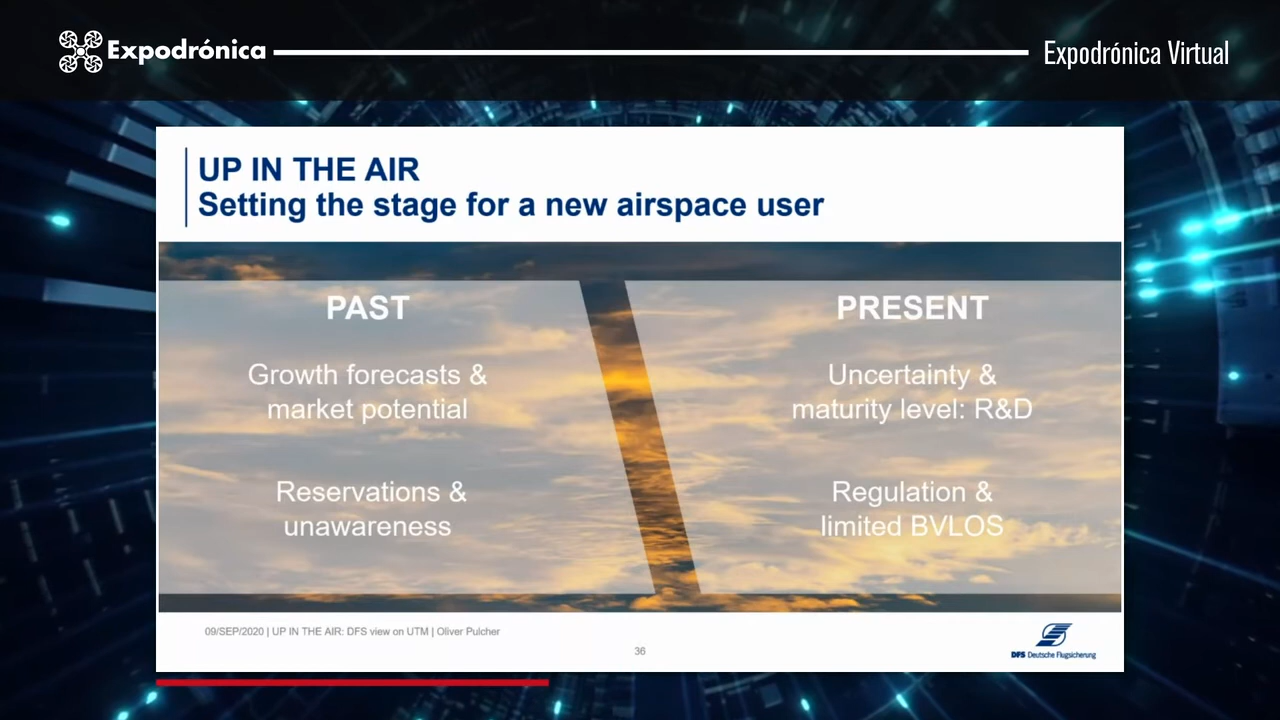 Expodrónica
Expodrónica Virtual
UP IN THE AIR
Setting the stage for a new airspace user
PAST
Growth forecasts &
market potential
Reservations &
unawareness
PRESENT
Uncertainty &
maturity level: R&D
Regulation &
limited BVLOS
09/SEP/2020 | UP IN THE AIR: DFS view on UTM | Oliver Pulcher
36
DFS Deutsche Flugsicherung